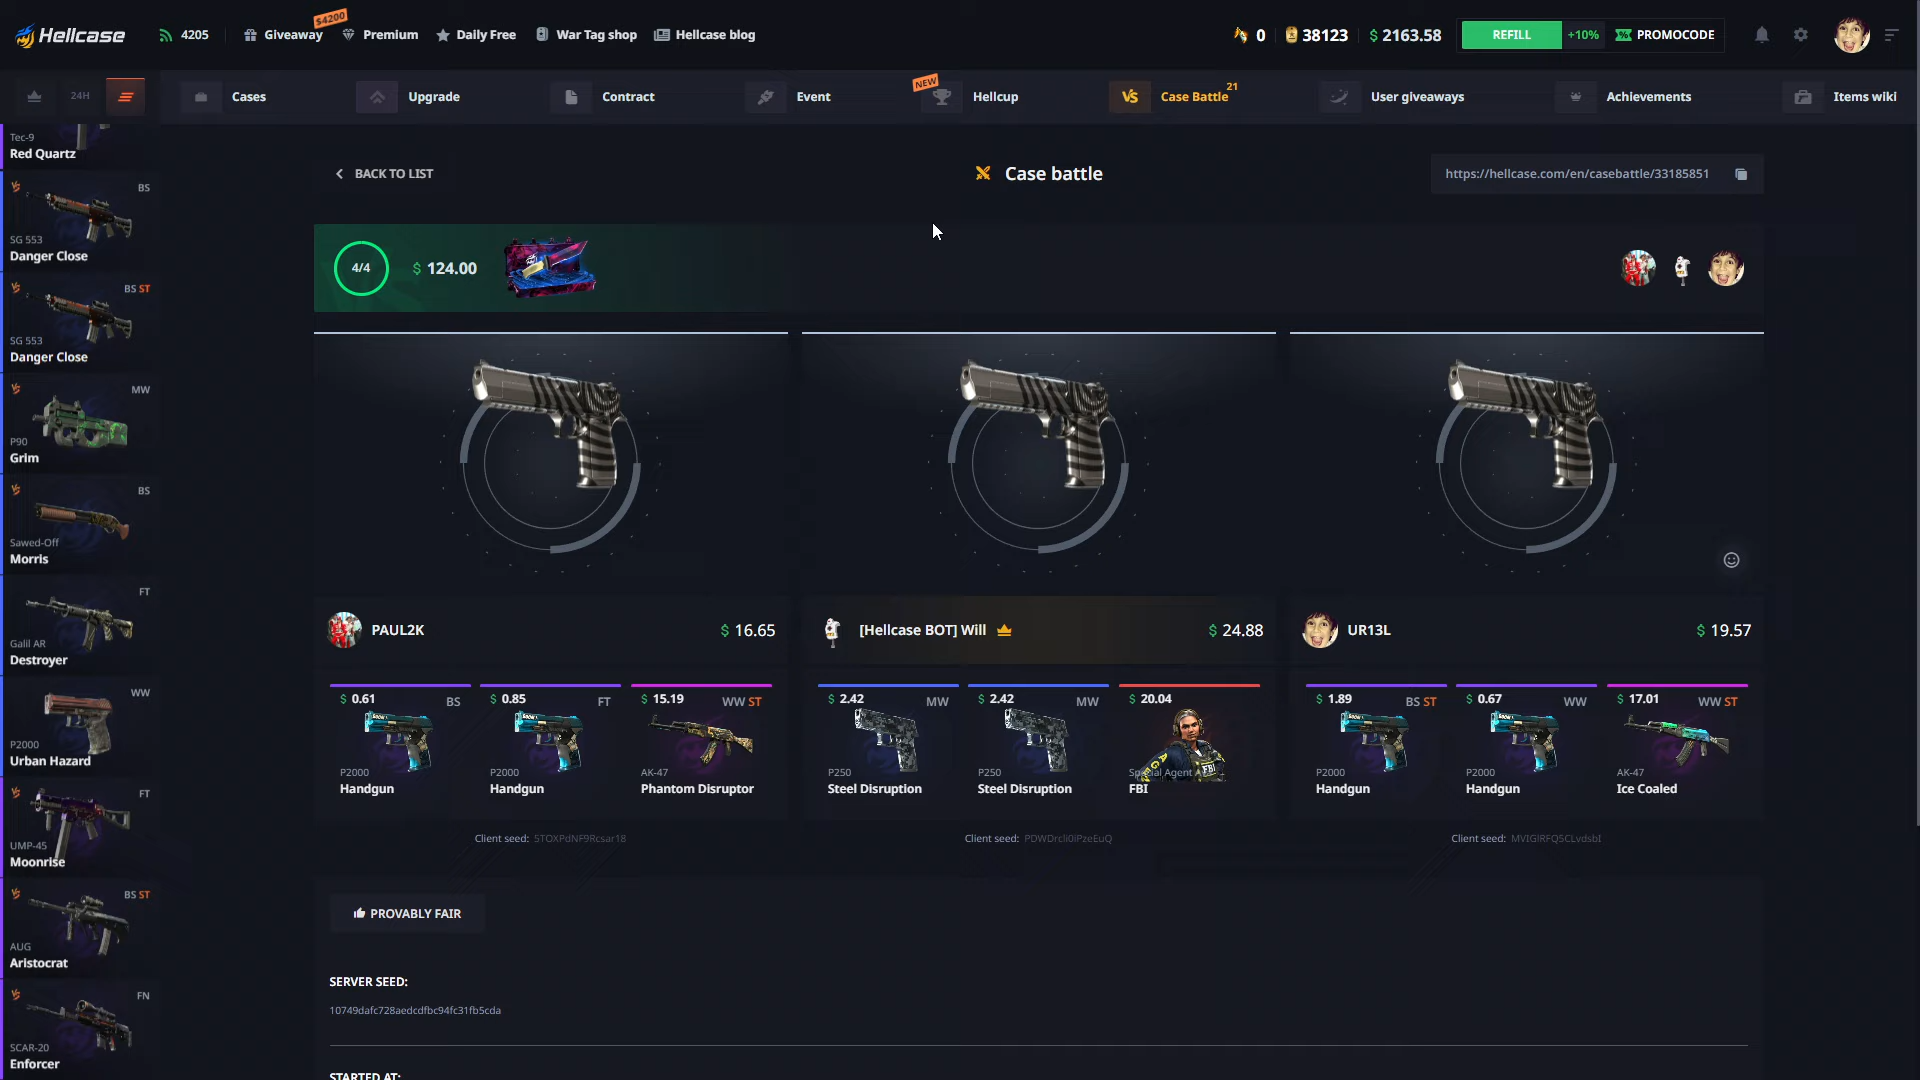 Hellcase
4205
Giveaway
$4200
Premium
Daily Free
War Tag shop
Hellcase blog
0
38123
$ 2163.58
REFILL
+10%
PROMOCODE
24H
Cases
Upgrade
Contract
Event
NEW
Hellcup
VS
Case Battle
21
User giveaways
Achievements
Items wiki
Tec-9
Red Quartz
BS
SG 553
Danger Close
BS ST
SG 553
Danger Close
MW
P90
Grim
BS
Sawed-Off
Morris
FT
Galil AR
Destroyer
WW
P2000
Urban Hazard
FT
UMP-45
Moonrise
BS ST
AUG
Aristocrat
FN
SCAR-20
Enforcer
BACK TO LIST
Case battle
https://hellcase.com/en/casebattle/33185851
4/4
$ 124.00
PAUL2K
$ 16.65
[Hellcase BOT] Will
$ 24.88
UR13L
$ 19.57
$ 0.61
BS
P2000
Handgun
$ 0.85
FT
P2000
Handgun
$ 15.19
WW ST
AK-47
Phantom Disruptor
$ 2.42
MW
P250
Steel Disruption
$ 2.42
MW
P250
Steel Disruption
$ 20.04
Special Agent
FBI
$ 1.89
BS ST
P2000
Handgun
$ 0.67
WW
P2000
Handgun
$ 17.01
WW ST
AK-47
Ice Coaled
Client seed: 5TOXPdNF9Rcsar18
Client seed:
Client seed:
PROVABLY FAIR
SERVER SEED:
10749dafc728aedcdfbc94fc31fb5cda
STARTED AT: